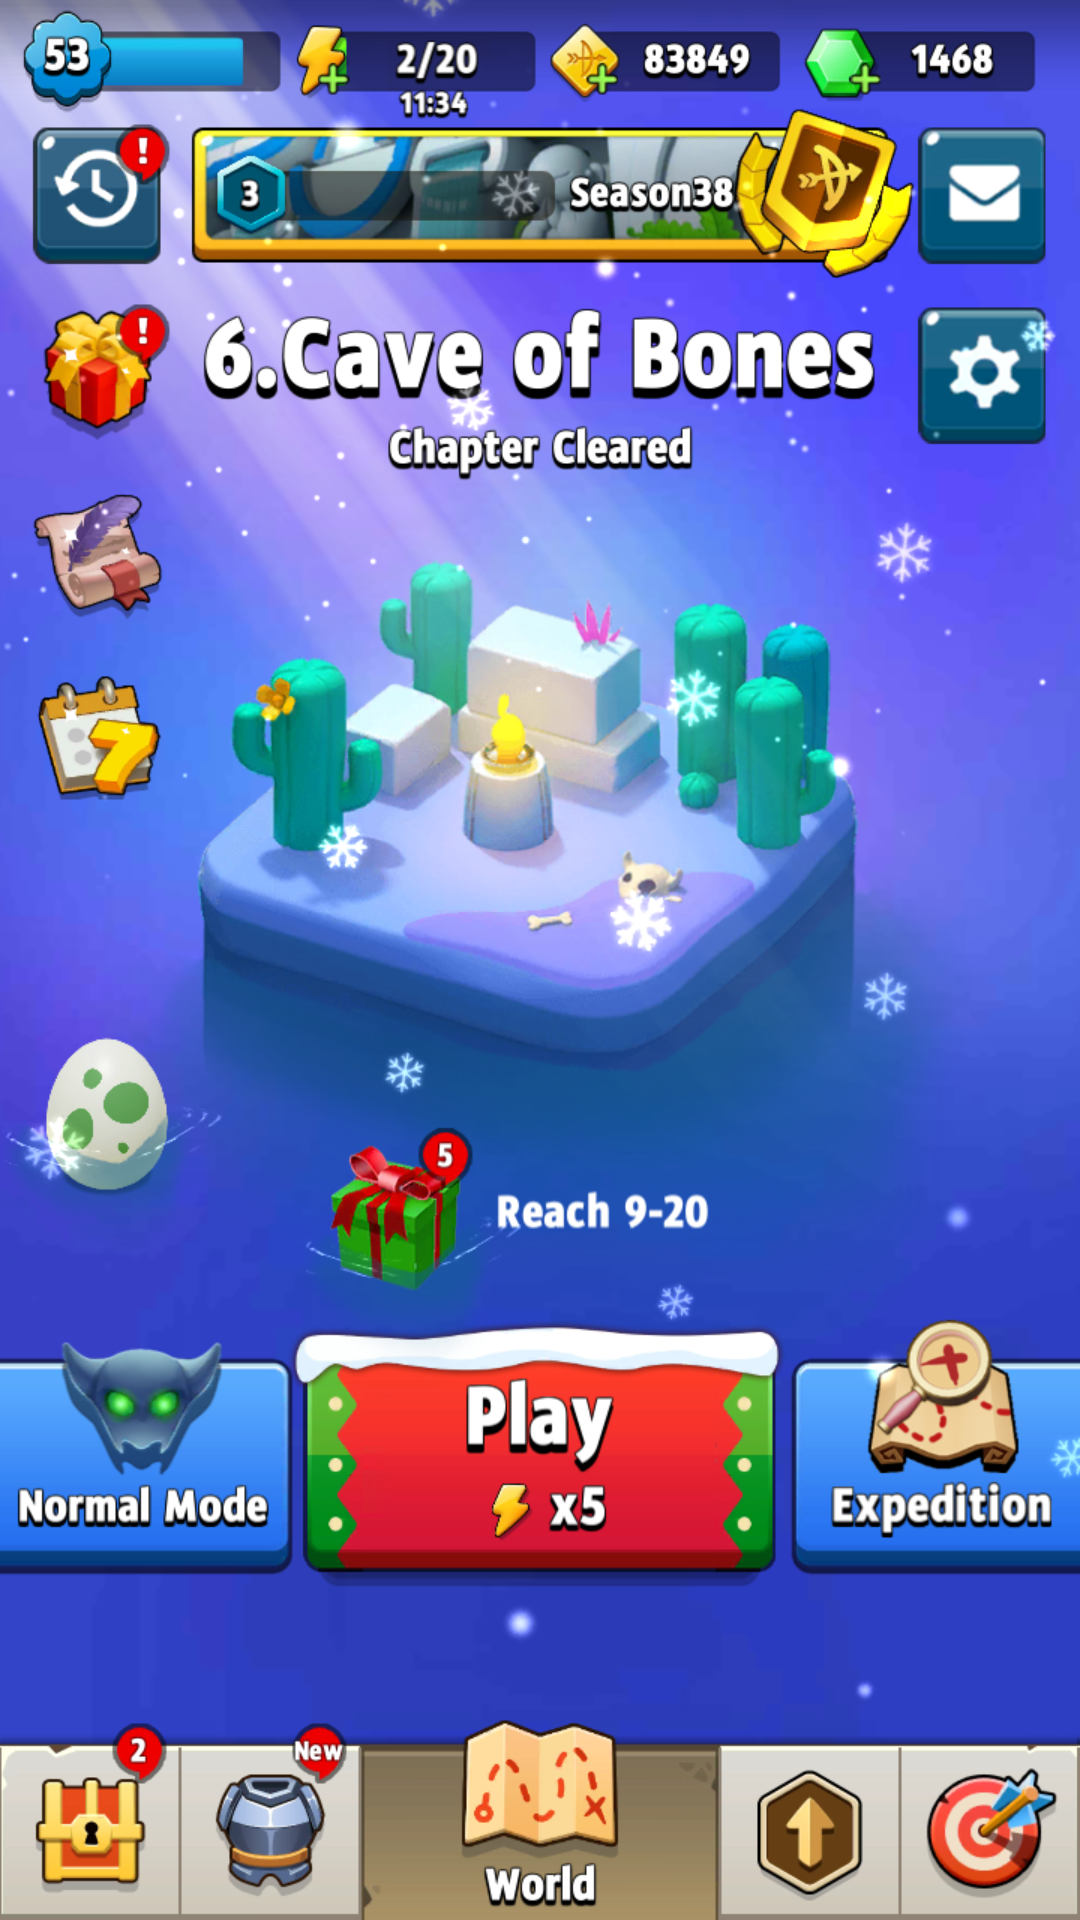 53
2/20
83849
1468
11:34
!
3
Season38
!
6.Cave of Bones
Chapter Cleared
7
5
Reach 9-20
Play
x5
Normal Mode
Expedition
2
New
World